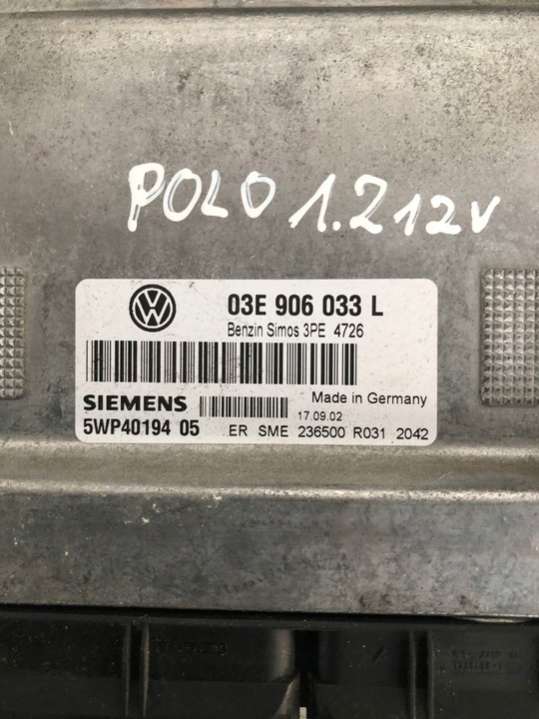 POLO 1.2 12V
VW
03E 906 033 L
Benzin Simos 3PE 4726
SIEMENS
17.09.02
Made in Germany
5WP40194 05
ER SME 236500 R031 2042